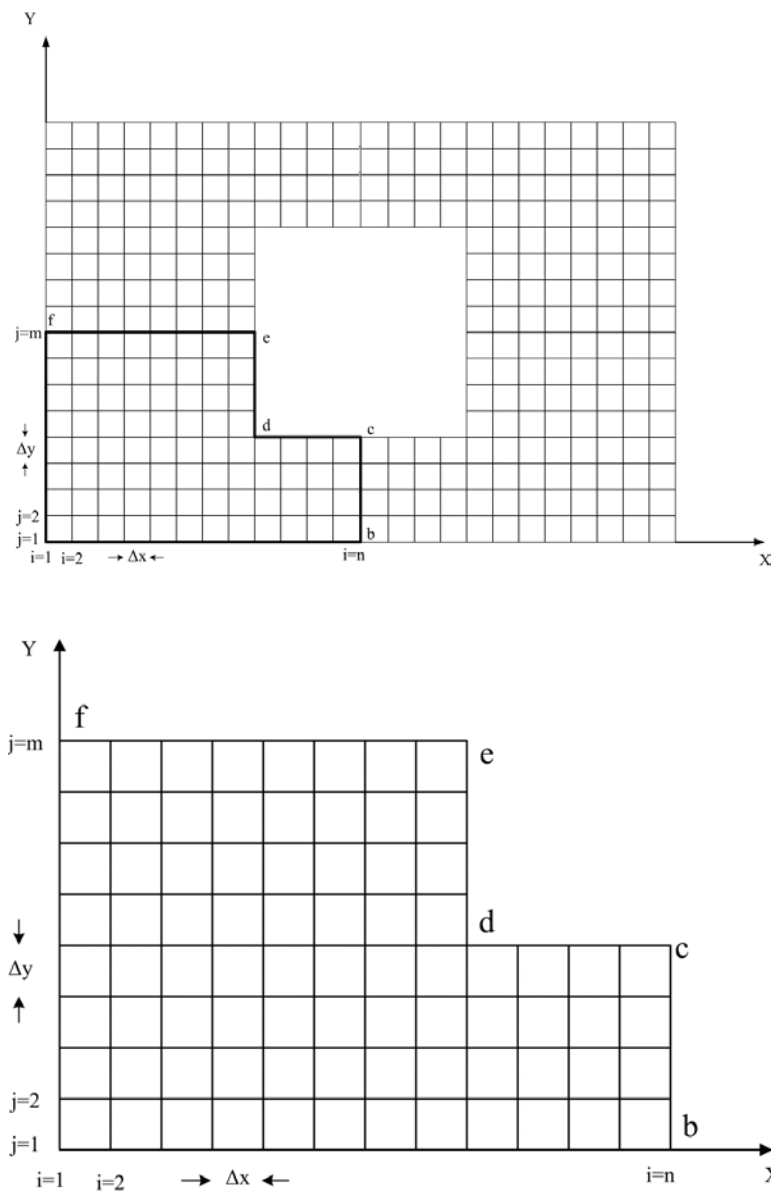 Y
f
j=m
e
d
c
Δy
j=2
j=1
b
i=1 i=2 Δx i=n
X
Y
f
j=m
e
d
c
Δy
j=2
b
j=1
i=1 i=2 Δx i=n
X